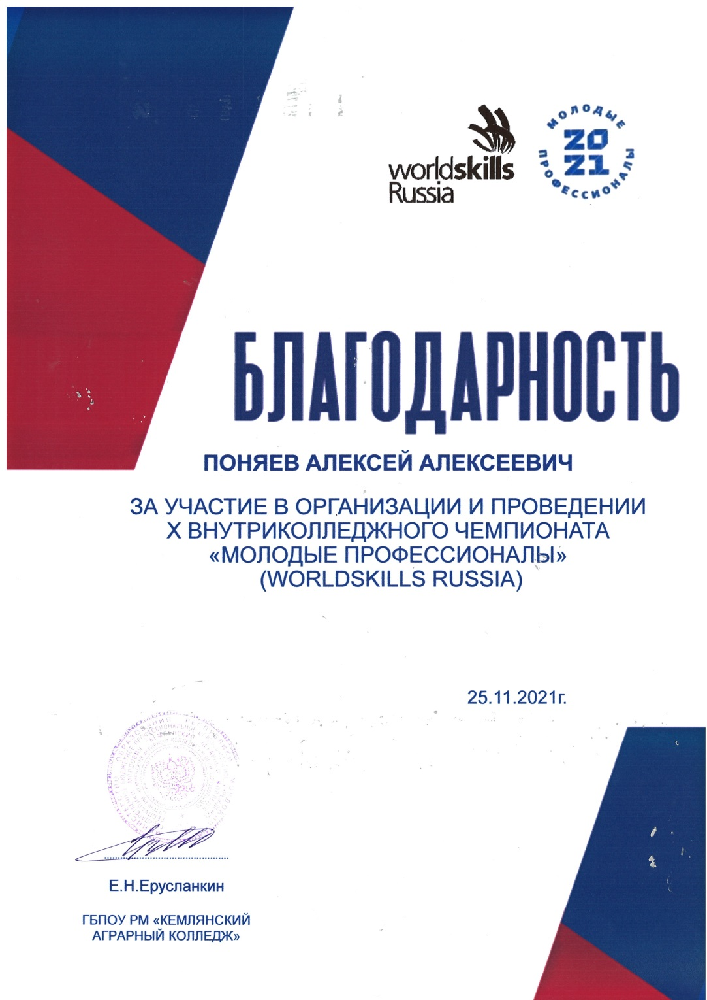 worldskills
Russia
МОЛОДЫЕ
20
21
ПРОФЕССИОНАЛЫ
БЛАГОДАРНОСТЬ
ПОНЯЕВ АЛЕКСЕЙ АЛЕКСЕЕВИЧ
ЗА УЧАСТИЕ В ОРГАНИЗАЦИИ И ПРОВЕДЕНИИ
X ВНУТРИКОЛЛЕДЖНОГО ЧЕМПИОНАТА
«МОЛОДЫЕ ПРОФЕССИОНАЛЫ»
(WORLDSKILLS RUSSIA)
25.11.2021г.
Е.Н.Ерусланкин
ГБПОУ РМ «КЕМЛЯНСКИЙ
АГРАРНЫЙ КОЛЛЕДЖ»